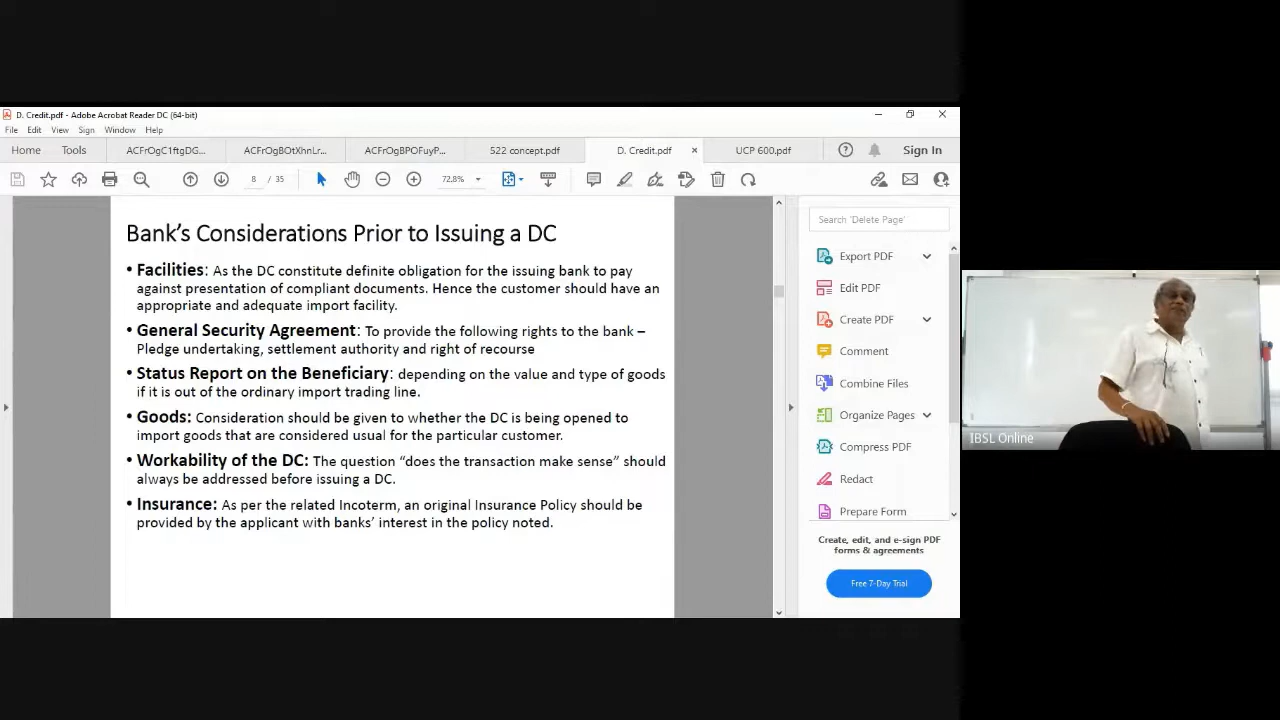 D. Credit.pdf - Adobe Acrobat Reader DC (64-bit)
File Edit View Sign Window Help
Home Tools ACFrOgC1ftgDG... ACFrOgBOtXhnLr... ACFrOgBPOFuyP... 522 concept.pdf D. Credit.pdf UCP 600.pdf Sign In
8 / 35 72.8%
Bank's Considerations Prior to Issuing a DC
• Facilities: As the DC constitute definite obligation for the issuing bank to pay
against presentation of compliant documents. Hence the customer should have an
appropriate and adequate import facility.
• General Security Agreement: To provide the following rights to the bank –
Pledge undertaking, settlement authority and right of recourse
• Status Report on the Beneficiary: depending on the value and type of goods
if it is out of the ordinary import trading line.
• Goods: Consideration should be given to whether the DC is being opened to
import goods that are considered usual for the particular customer.
• Workability of the DC: The question “does the transaction make sense” should
always be addressed before issuing a DC.
• Insurance: As per the related Incoterm, an original Insurance Policy should be
provided by the applicant with banks’ interest in the policy noted.
Search 'Delete Page'
Export PDF
Edit PDF
Create PDF
Comment
Combine Files
Organize Pages
Compress PDF
Redact
Prepare Form
Create, edit, and e-sign PDF
forms & agreements
Free 7-Day Trial
IBSL Online